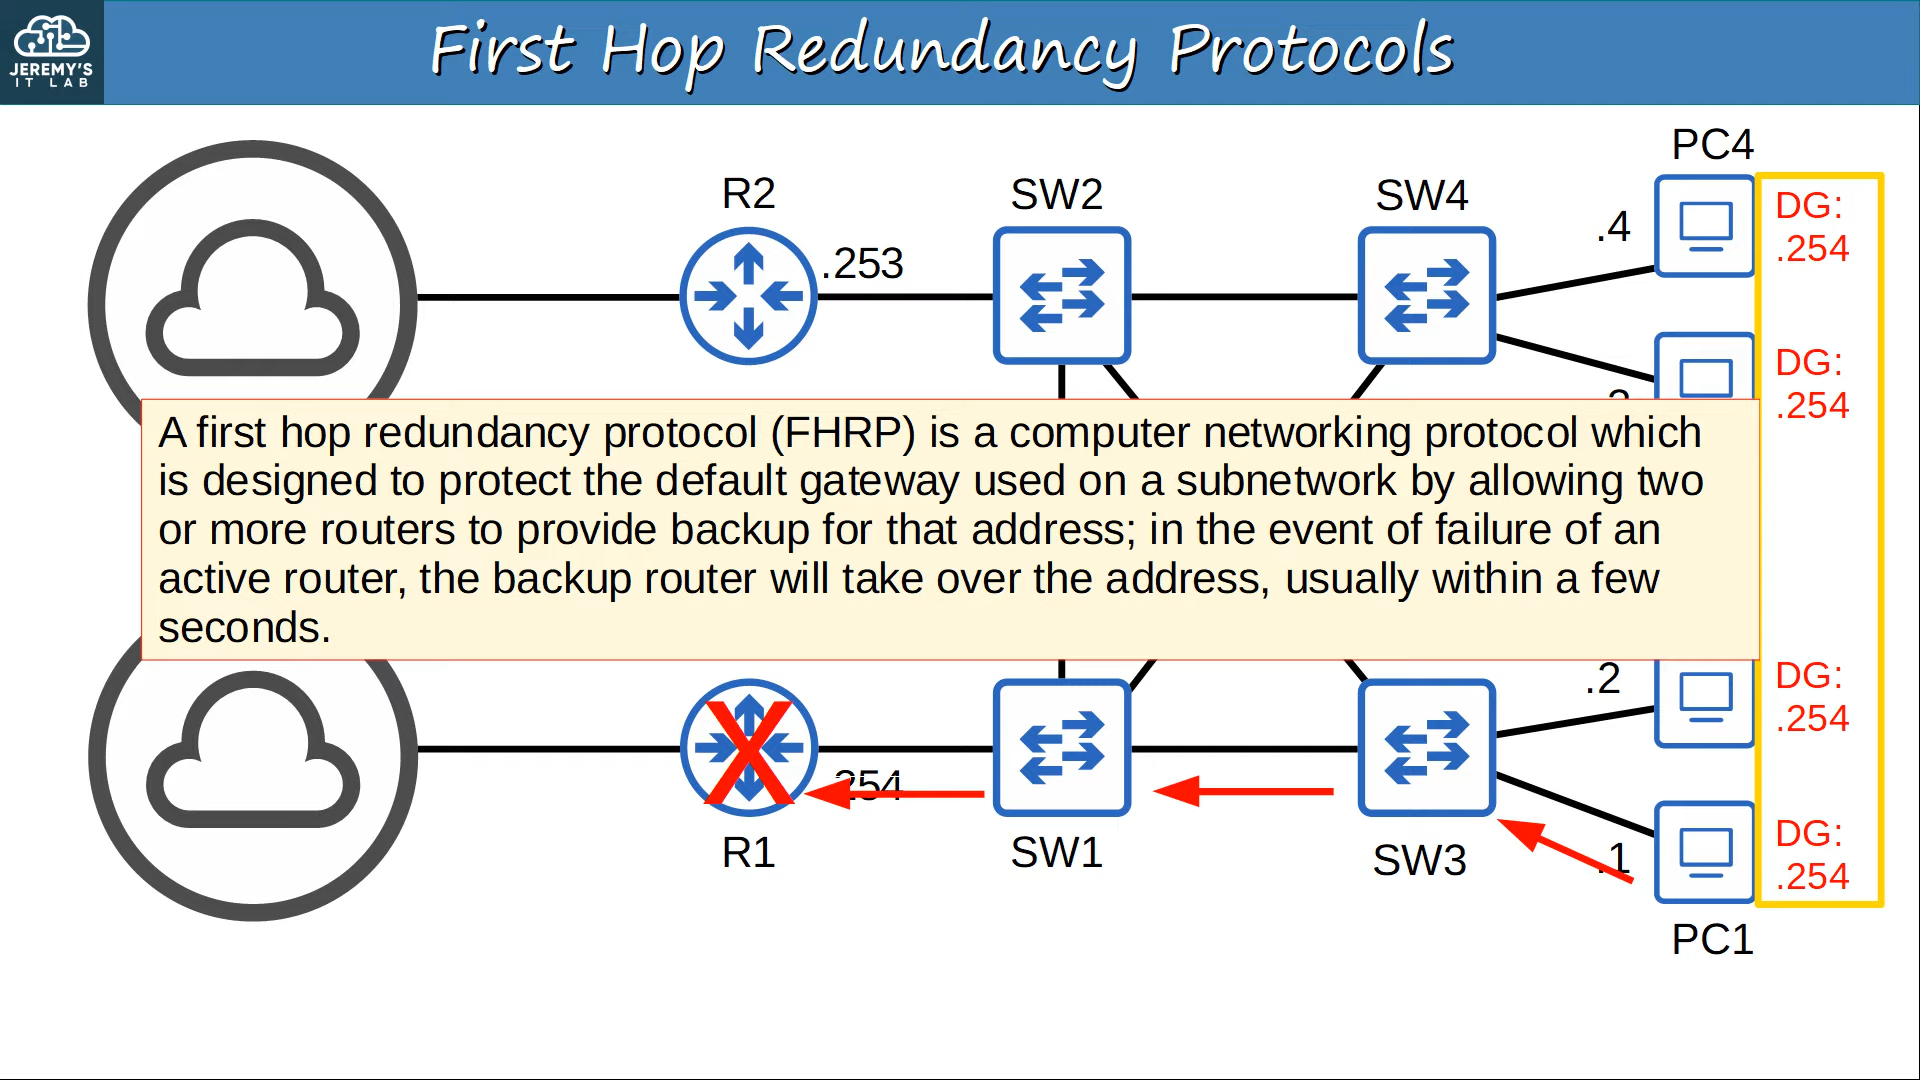 JEREMY'S
IT LAB
First Hop Redundancy Protocols
PC4
R2
SW2
SW4
.4
DG:
.254
.253
DG:
.254
A first hop redundancy protocol (FHRP) is a computer networking protocol which
is designed to protect the default gateway used on a subnetwork by allowing two
or more routers to provide backup for that address; in the event of failure of an
active router, the backup router will take over the address, usually within a few
seconds.
.2
DG:
.254
X
.254
R1
SW1
SW3
.1
DG:
.254
PC1